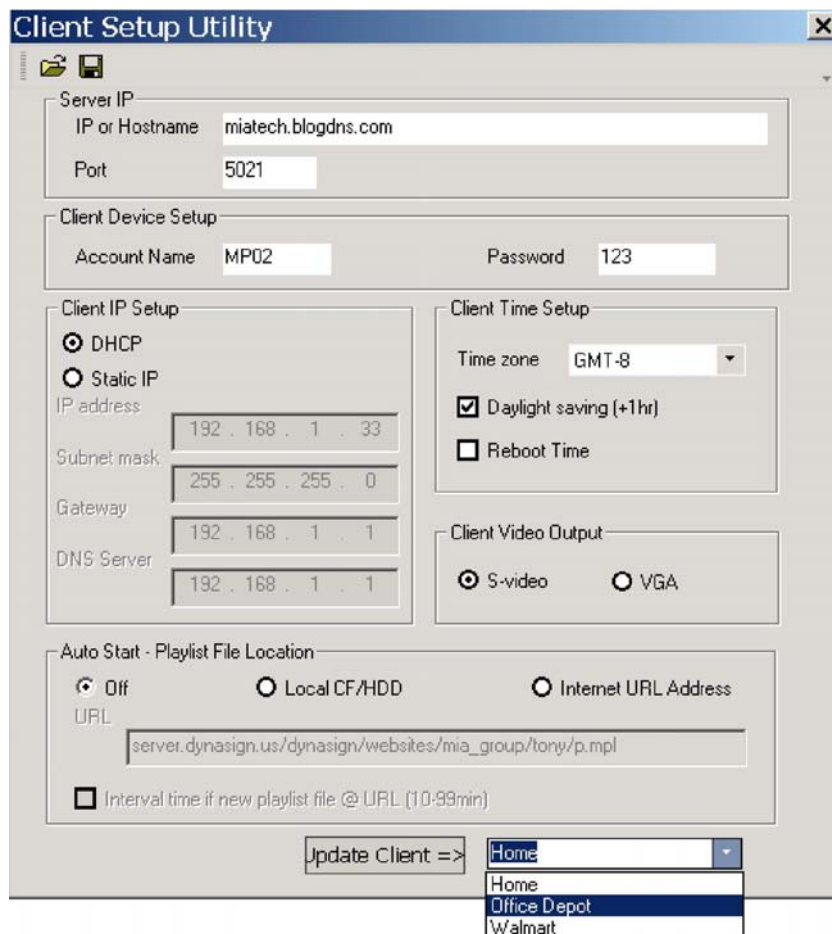 Client Setup Utility
Server IP
IP or Hostname miatech.blogdns.com
Port 5021
Client Device Setup
Account Name MP02 Password 123
Client IP Setup
DHCP
Static IP
IP address
192 . 168 . 1 . 33
Subnet mask
255 . 255 . 255 . 0
Gateway
192 . 168 . 1 . 1
DNS Server
192 . 168 . 1 . 1
Client Time Setup
Time zone GMT-8
Daylight saving (+1hr)
Reboot Time
Client Video Output
S-video VGA
Auto Start - Playlist File Location
Off Local CF/HDD Internet URL Address
URL
server.dynasign.us/dynasign/websites/mia_group/tony/p.mpl
Interval time if new playlist file @ URL (10-99min)
Update Client => Home
Home
Office Depot
Walmart